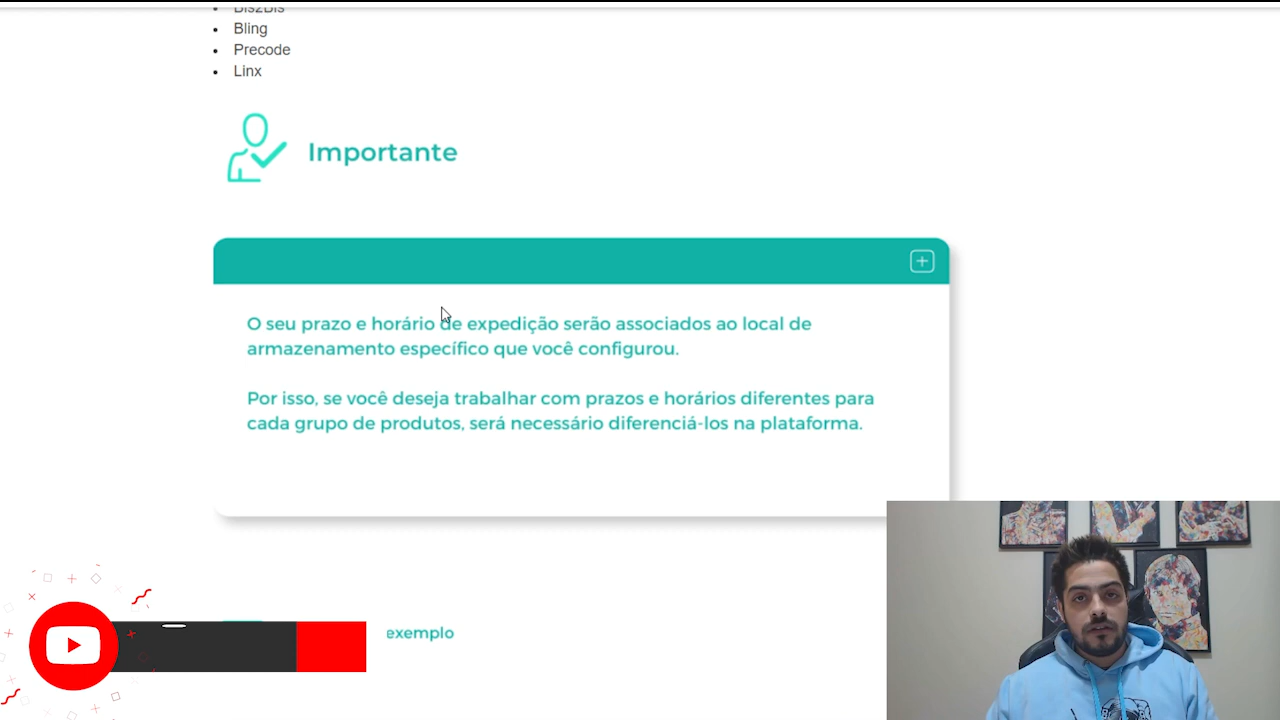 Bis2Bis
Bling
Precode
Linx
Importante
O seu prazo e horário de expedição serão associados ao local de
armazenamento específico que você configurou.
Por isso, se você deseja trabalhar com prazos e horários diferentes para
cada grupo de produtos, será necessário diferenciá-los na plataforma.
exemplo